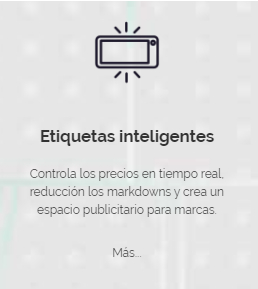 Etiquetas inteligentes
Controla los precios en tiempo real,
reducción los markdowns y crea un
espacio publicitario para marcas.
Más...